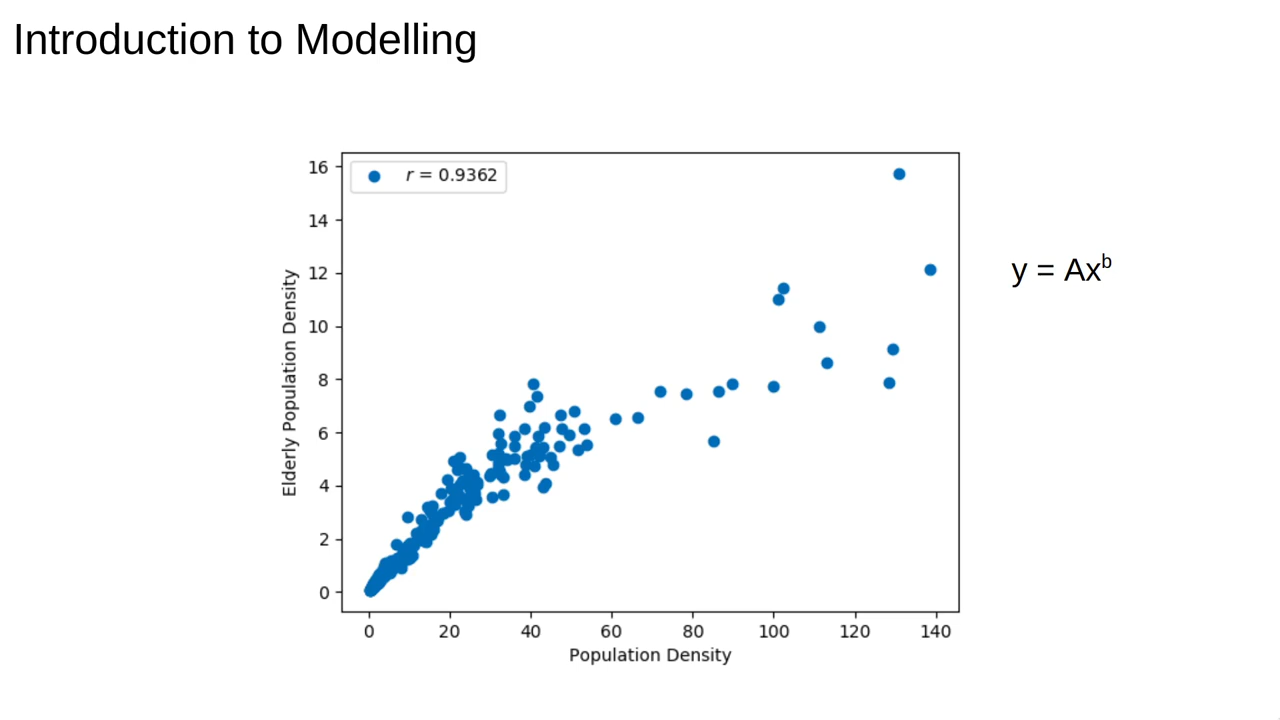 Introduction to Modelling
r = 0.9362
16
14
12
10
8
6
4
2
0
Elderly Population Density
0 20 40 60 80 100 120 140
Population Density
y = Axᵇ